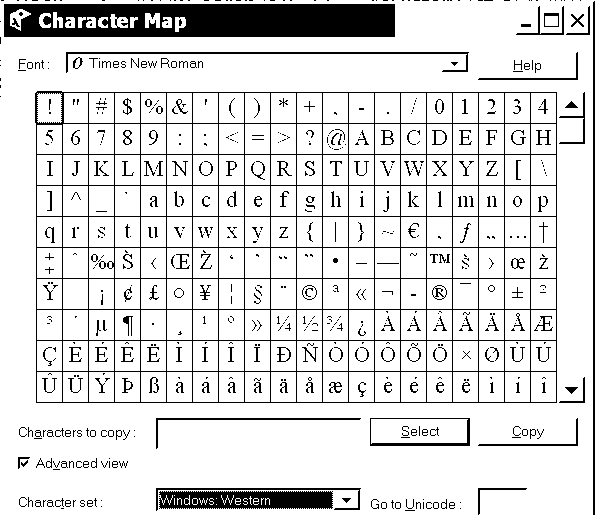 Character Map
Font : O Times New Roman Help
! " # $ % & ' ( ) * + , - . / 0 1 2 3 4
5 6 7 8 9 : ; < = > ? @ A B C D E F G H
I J K L M N O P Q R S T U V W X Y Z [ \
] ^ _ ` a b c d e f g h i j k l m n o p
q r s t u v w x y z { | } ~ € ‚ ƒ „ … †
‡ ˆ ‰ Š ‹ Œ Ž ‘ ’ “ ” • – — ˜ ™ š › œ ž
Ÿ ¡ ¢ £ ¤ ¥ ¦ § ¨ © ª « ¬ - ® ¯ ° ± ²
³ ´ µ ¶ · ¸ ¹ º » ¼ ½ ¾ ¿ À Á Â Ã Ä Å Æ
Ç È É Ê Ë Ì Í Î Ï Ð Ñ Ò Ó Ô Õ Ö × Ø Ù Ú
Û Ü Ý Þ ß à á â ã ä å æ ç è é ê ë ì í î
Characters to copy : Select Copy
Advanced view
Character set : Windows: Western Go to Unicode :